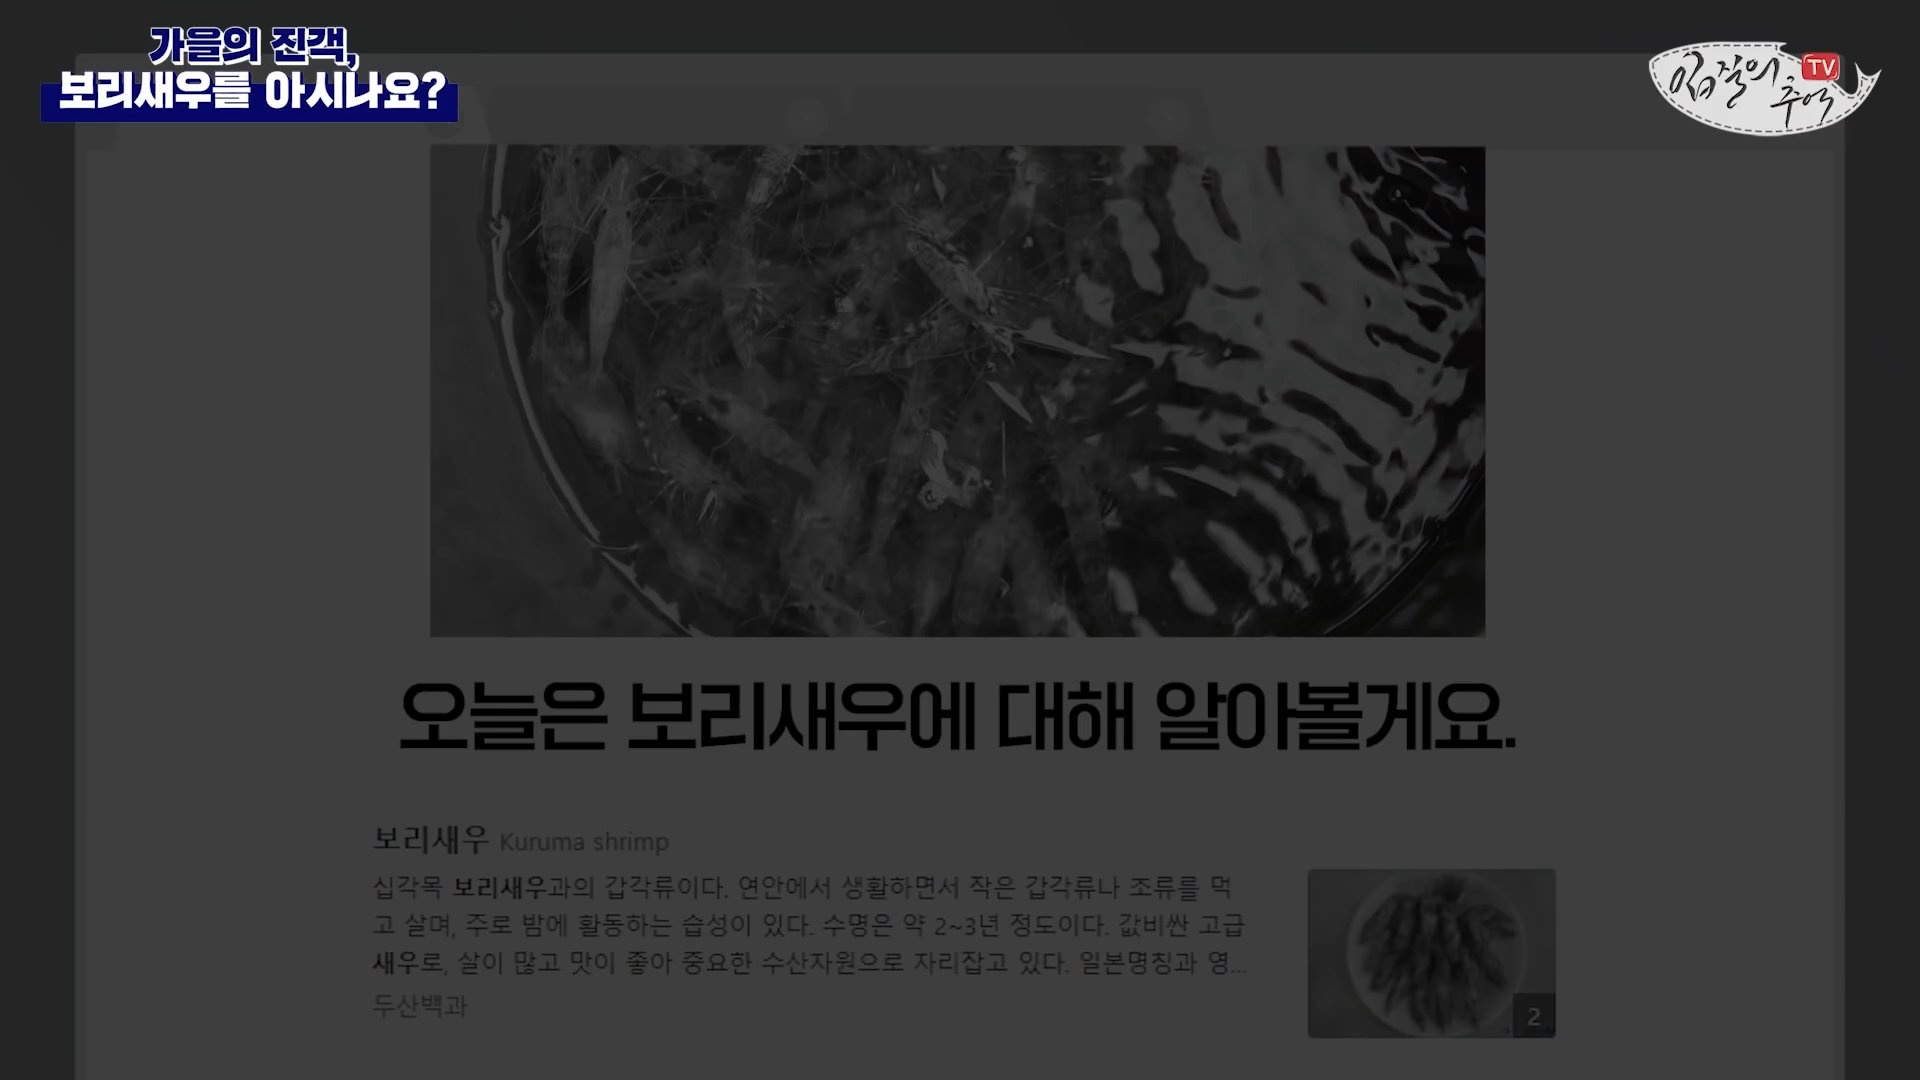 가을의 진객,
보리새우를 아시나요?
입질의 추억 TV
오늘은 보리새우에 대해 알아볼게요.
보리새우 Kuruma shrimp
십각목 보리새우과의 갑각류이다. 연안에서 생활하면서 작은 갑각류나 조류를 먹
고 살며, 주로 밤에 활동하는 습성이 있다. 수명은 약 2~3년 정도이다. 값비싼 고급
새우로, 살이 많고 맛이 좋아 중요한 수산자원으로 자리잡고 있다. 일본명칭과 영...
두산백과
2